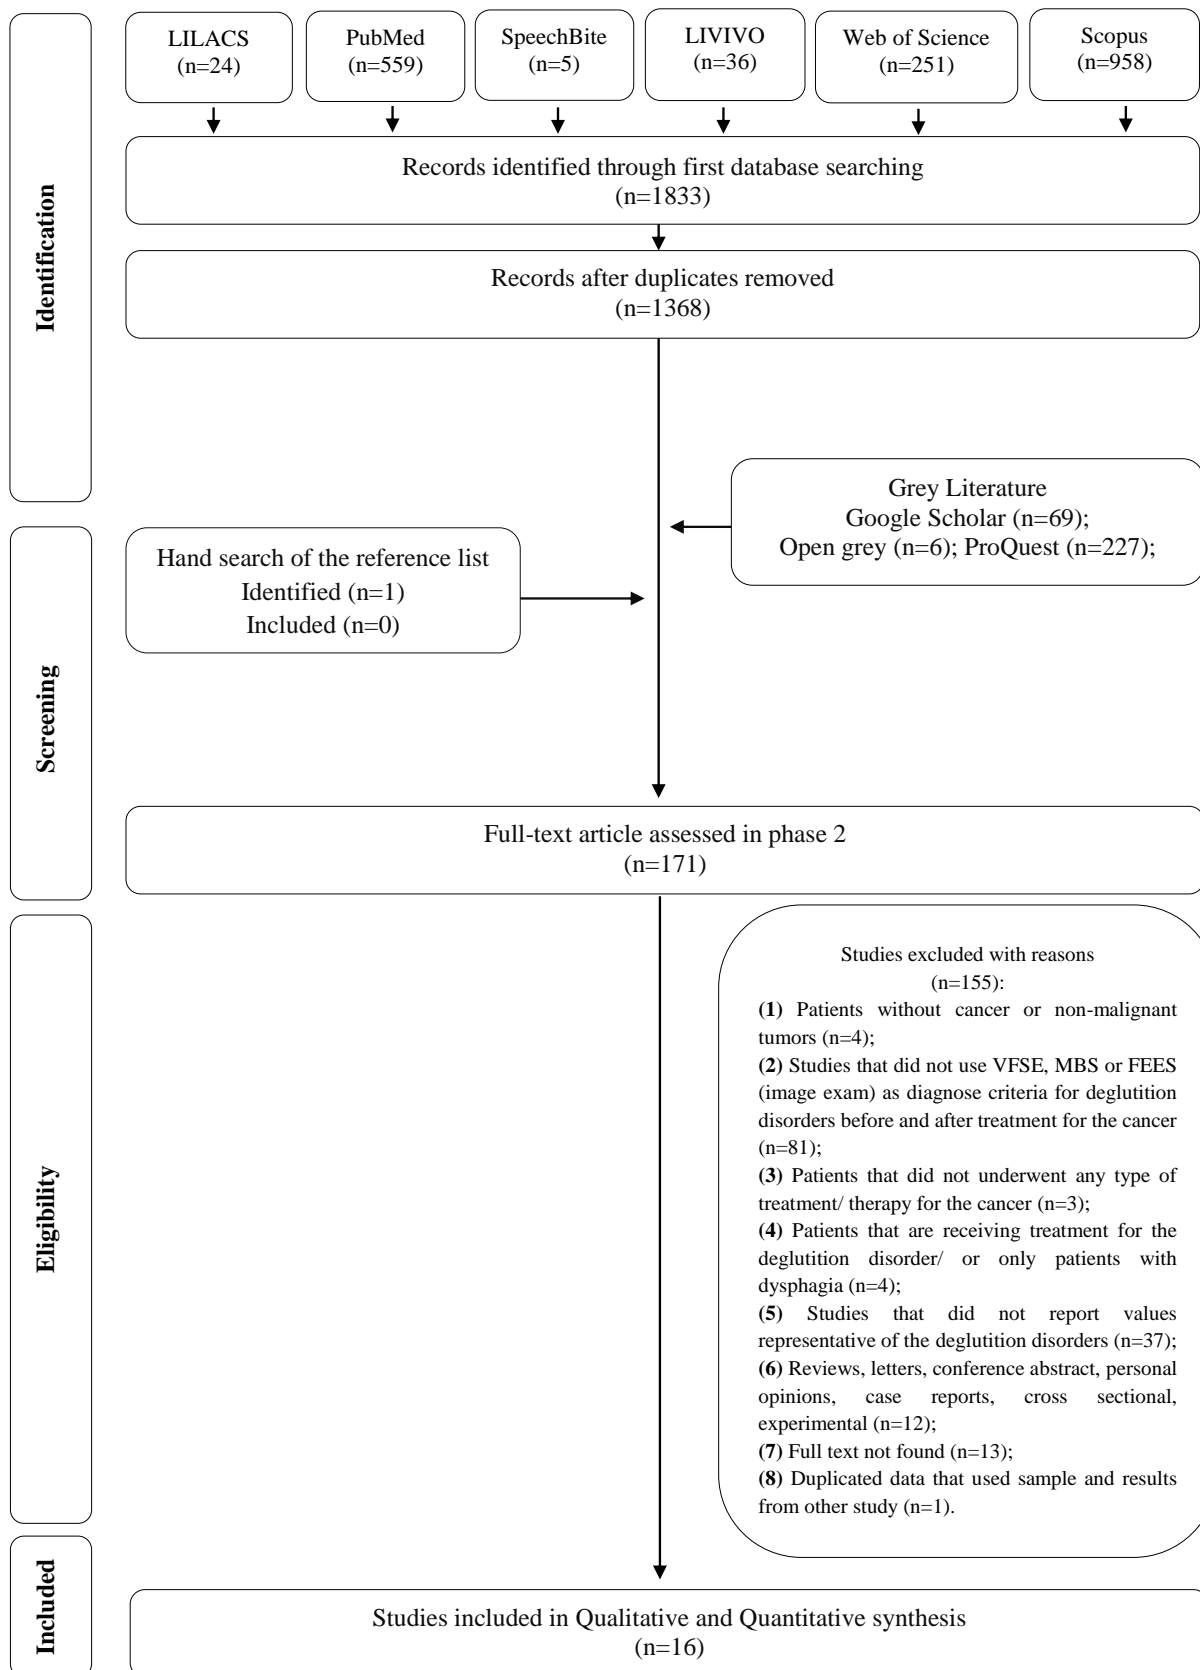 LILACS
(n=24)
PubMed
(n=559)
SpeechBite
(n=5)
LIVIVO
(n=36)
Web of Science
(n=251)
Scopus
(n=958)
Identification
Records identified through first database searching
(n=1833)
Records after duplicates removed
(n=1368)
Grey Literature
Google Scholar (n=69);
Open grey (n=6); ProQuest (n=227);
Screening
Hand search of the reference list
Identified (n=1)
Included (n=0)
Full-text article assessed in phase 2
(n=171)
Eligibility
Studies excluded with reasons
(n=155):
(1) Patients without cancer or non-malignant
tumors (n=4);
(2) Studies that did not use VFSE, MBS or FEES
(image exam) as diagnose criteria for deglutition
disorders before and after treatment for the cancer
(n=81);
(3) Patients that did not underwent any type of
treatment/ therapy for the cancer (n=3);
(4) Patients that are receiving treatment for the
deglutition disorder/ or only patients with
dysphagia (n=4);
(5) Studies that did not report values
representative of the deglutition disorders (n=37);
(6) Reviews, letters, conference abstract, personal
opinions, case reports, cross sectional,
experimental (n=12);
(7) Full text not found (n=13);
(8) Duplicated data that used sample and results
from other study (n=1).
Included
Studies included in Qualitative and Quantitative synthesis
(n=16)